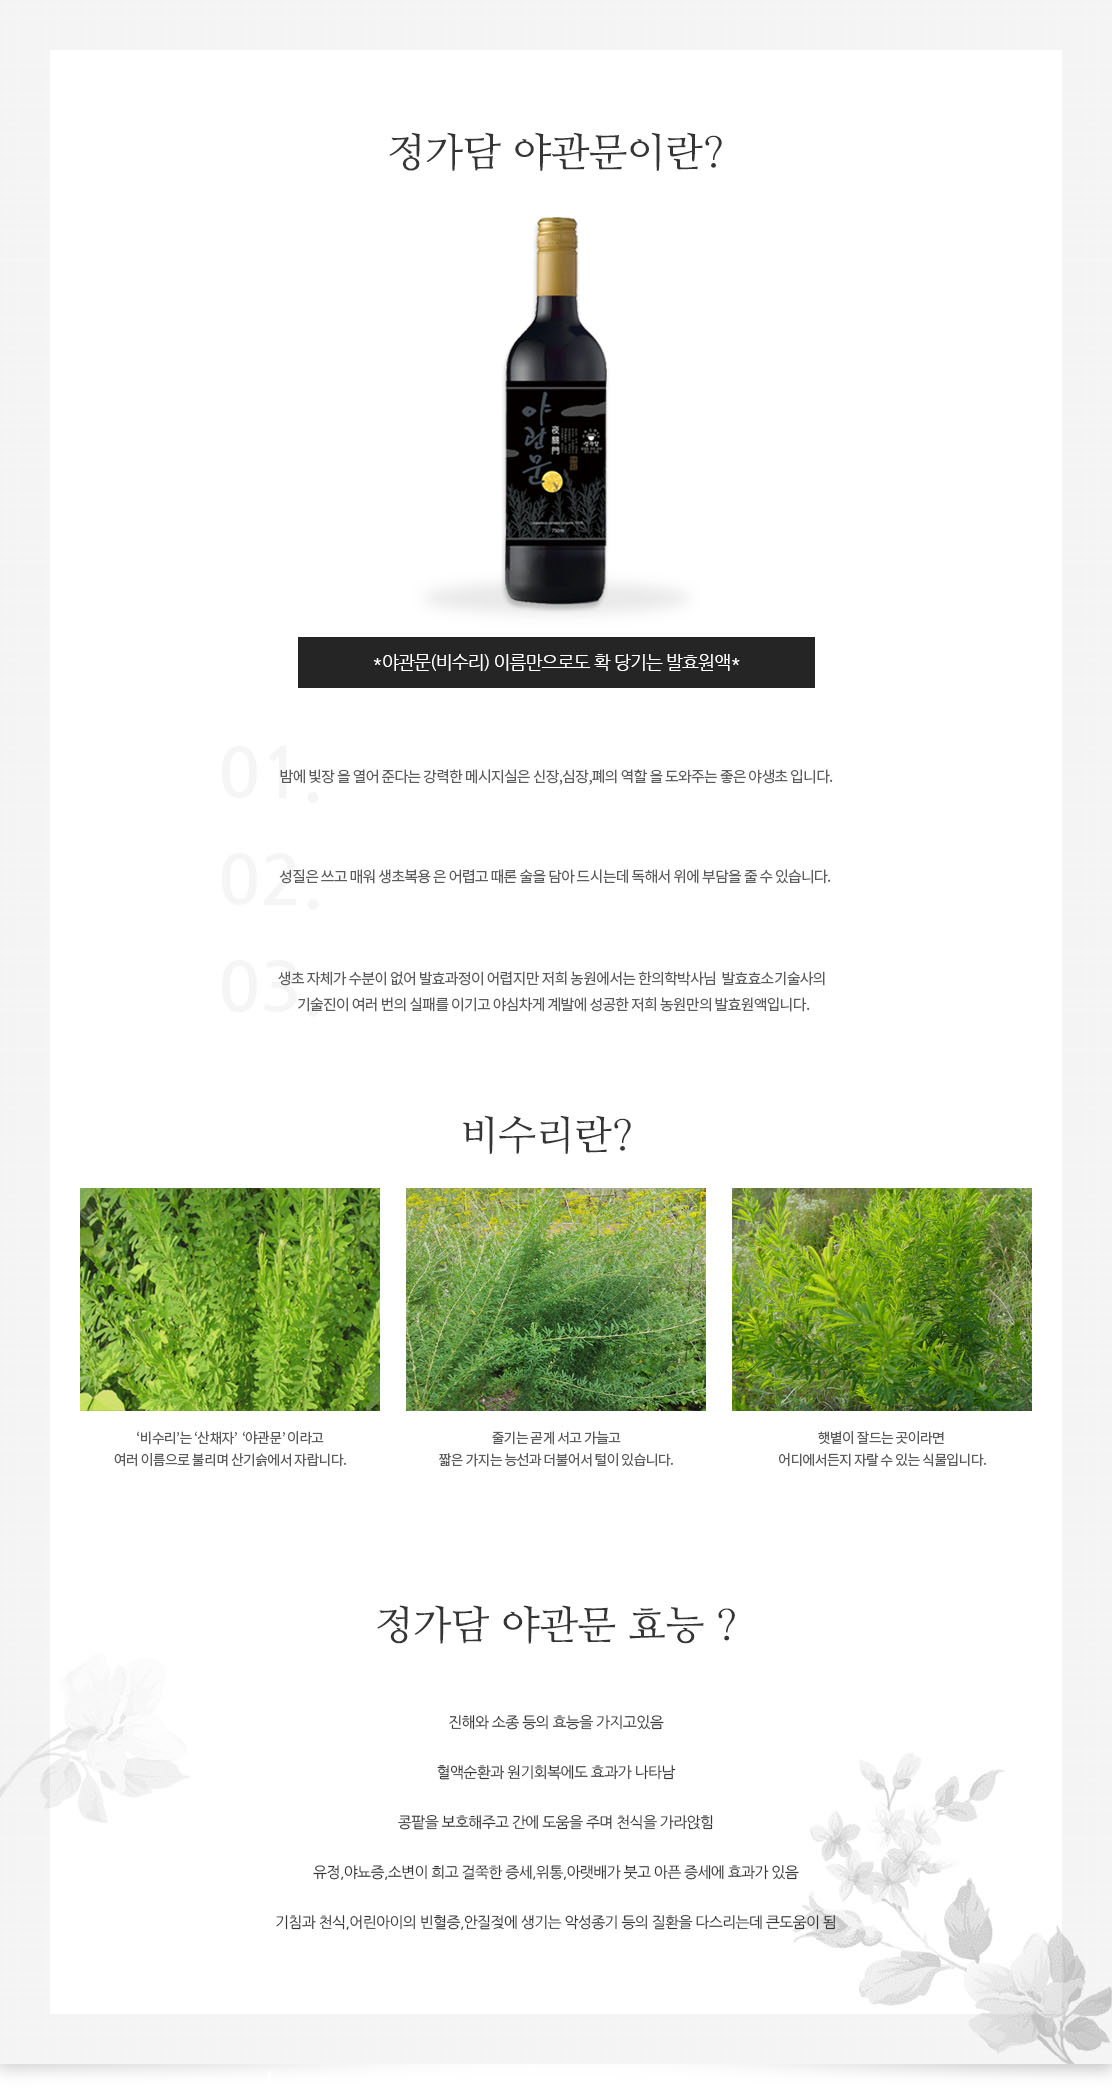 정가담 야관문이란?
야관문
夜關門
750ml
*야관문(비수리) 이름만으로도 확 당기는 발효원액*
01.
밤에 빛장 을 열어 준다는 강력한 메시지실은 신장,심장,폐의 역할 을 도와주는 좋은 야생초 입니다.
02.
성질은 쓰고 매워 생초복용 은 어렵고 때론 술을 담아 드시는데 독해서 위에 부담을 줄 수 있습니다.
03.
생초 자체가 수분이 없어 발효과정이 어렵지만 저희 농원에서는 한의학박사님 발효효소기술사의
기술진이 여러 번의 실패를 이기고 야심차게 계발에 성공한 저희 농원만의 발효원액입니다.
비수리란?
‘비수리’는 ‘산채자’ ‘야관문’ 이라고
여러 이름으로 불리며 산기슭에서 자랍니다.
줄기는 곧게 서고 가늘고
짧은 가지는 능선과 더불어서 털이 있습니다.
햇볕이 잘드는 곳이라면
어디에서든지 자랄 수 있는 식물입니다.
정가담 야관문 효능 ?
진해와 소종 등의 효능을 가지고있음
혈액순환과 원기회복에도 효과가 나타남
콩팥을 보호해주고 간에 도움을 주며 천식을 가라앉힘
유정,야뇨증,소변이 희고 걸쭉한 증세,위통,아랫배가 붓고 아픈 증세에 효과가 있음
기침과 천식,어린아이의 빈혈증,안질젖에 생기는 악성종기 등의 질환을 다스리는데 큰도움이 됨